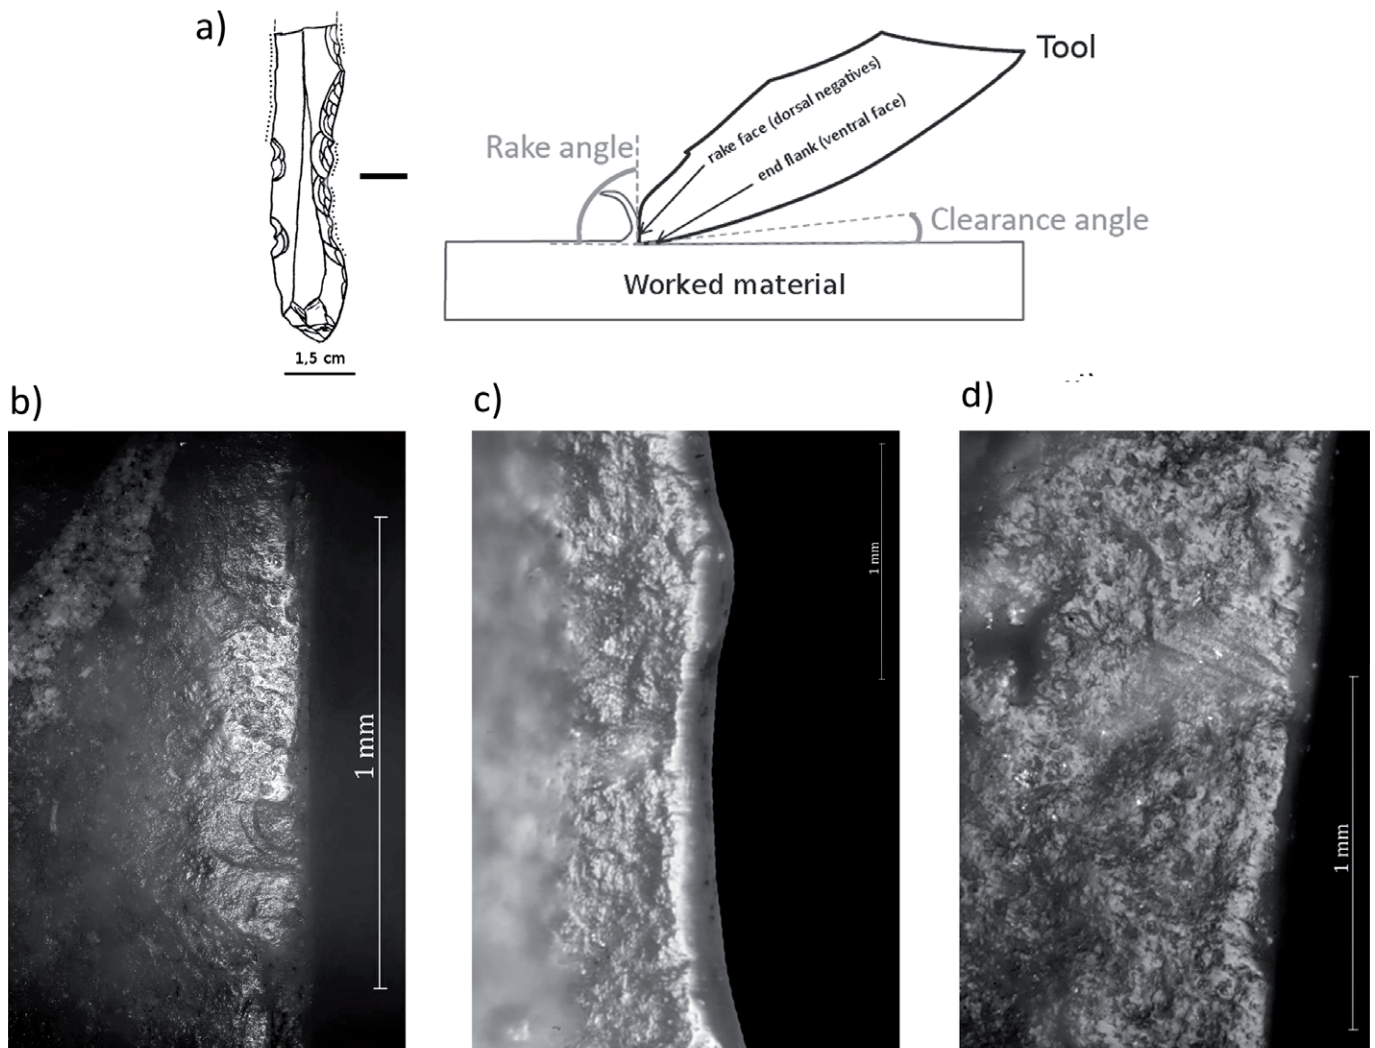 a)
Tool
rake face (dorsal negatives)
end flank (ventral face)
Rake angle
Clearance angle
Worked material
1,5 cm
b)
c)
d)
1 mm
1 mm
1 mm